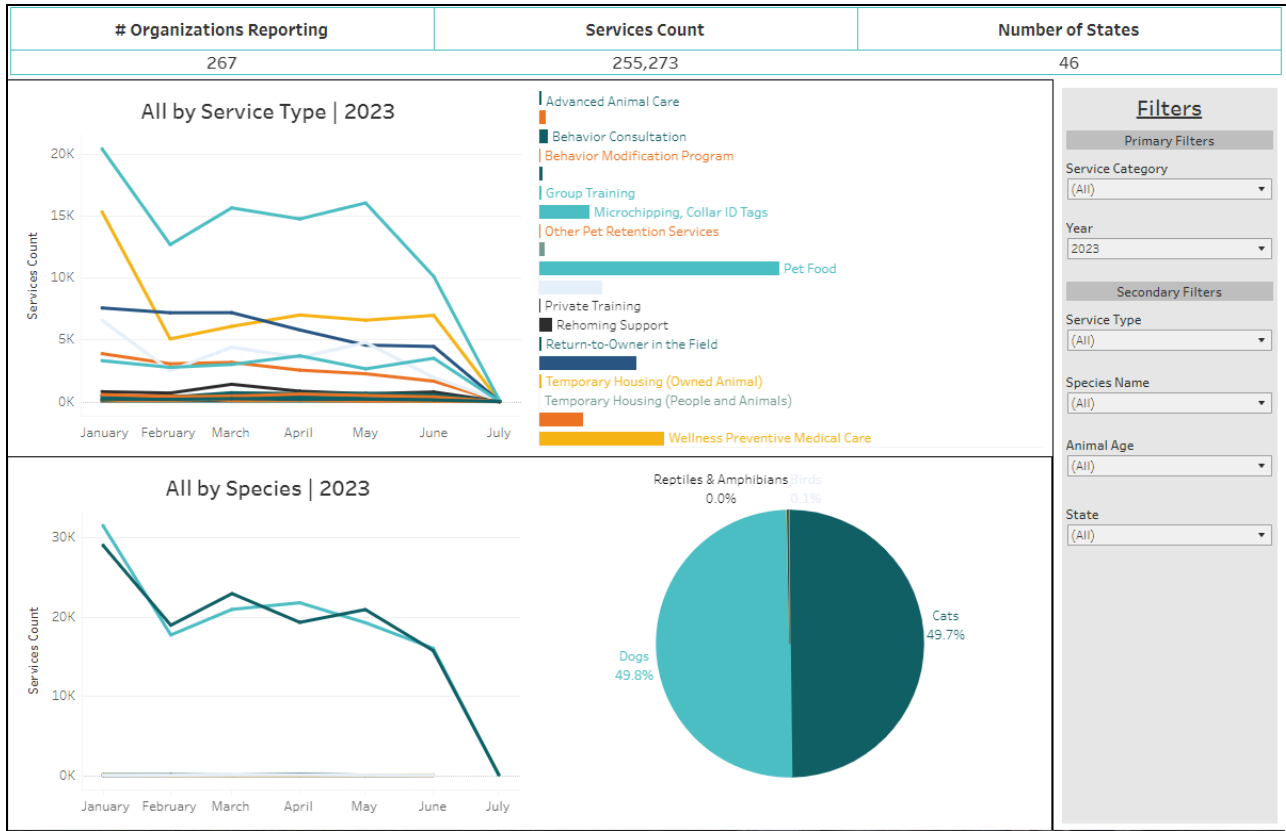 # Organizations Reporting
Services Count
Number of States
267
255,273
46
All by Service Type | 2023
Services Count
20K
15K
10K
5K
0K
January February March April May June July
Advanced Animal Care
Behavior Consultation
Behavior Modification Program
Group Training
Microchipping, Collar ID Tags
Other Pet Retention Services
Pet Food
Private Training
Rehoming Support
Return-to-Owner in the Field
Temporary Housing (Owned Animal)
Temporary Housing (People and Animals)
Wellness Preventive Medical Care
All by Species | 2023
Services Count
30K
20K
10K
0K
January February March April May June July
Reptiles & Amphibians
0.0%
Birds
0.1%
Cats
49.7%
Dogs
49.8%
Filters
Primary Filters
Service Category
(All)
Year
2023
Secondary Filters
Service Type
(All)
Species Name
(All)
Animal Age
(All)
State
(All)